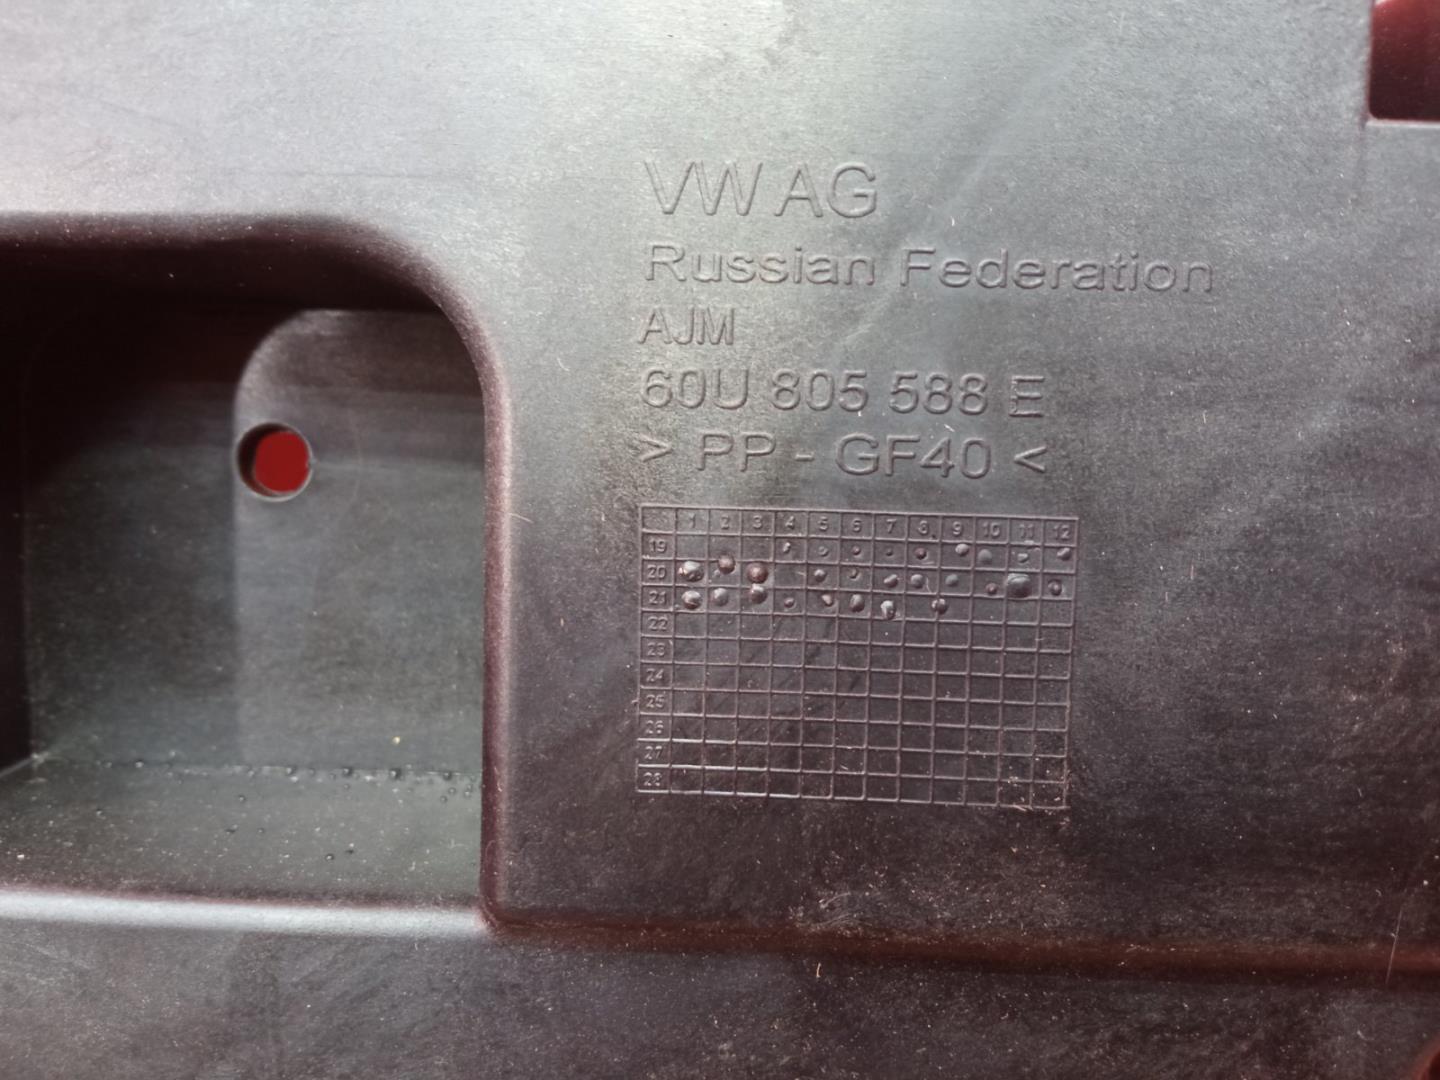 VW AG
Russian Federation
AJM
60U 805 588 E
> PP - GF40 <
1 2 3 4 5 6 7 8 9 10 11 12
19
20
21
22
23
24
25
26
27
28